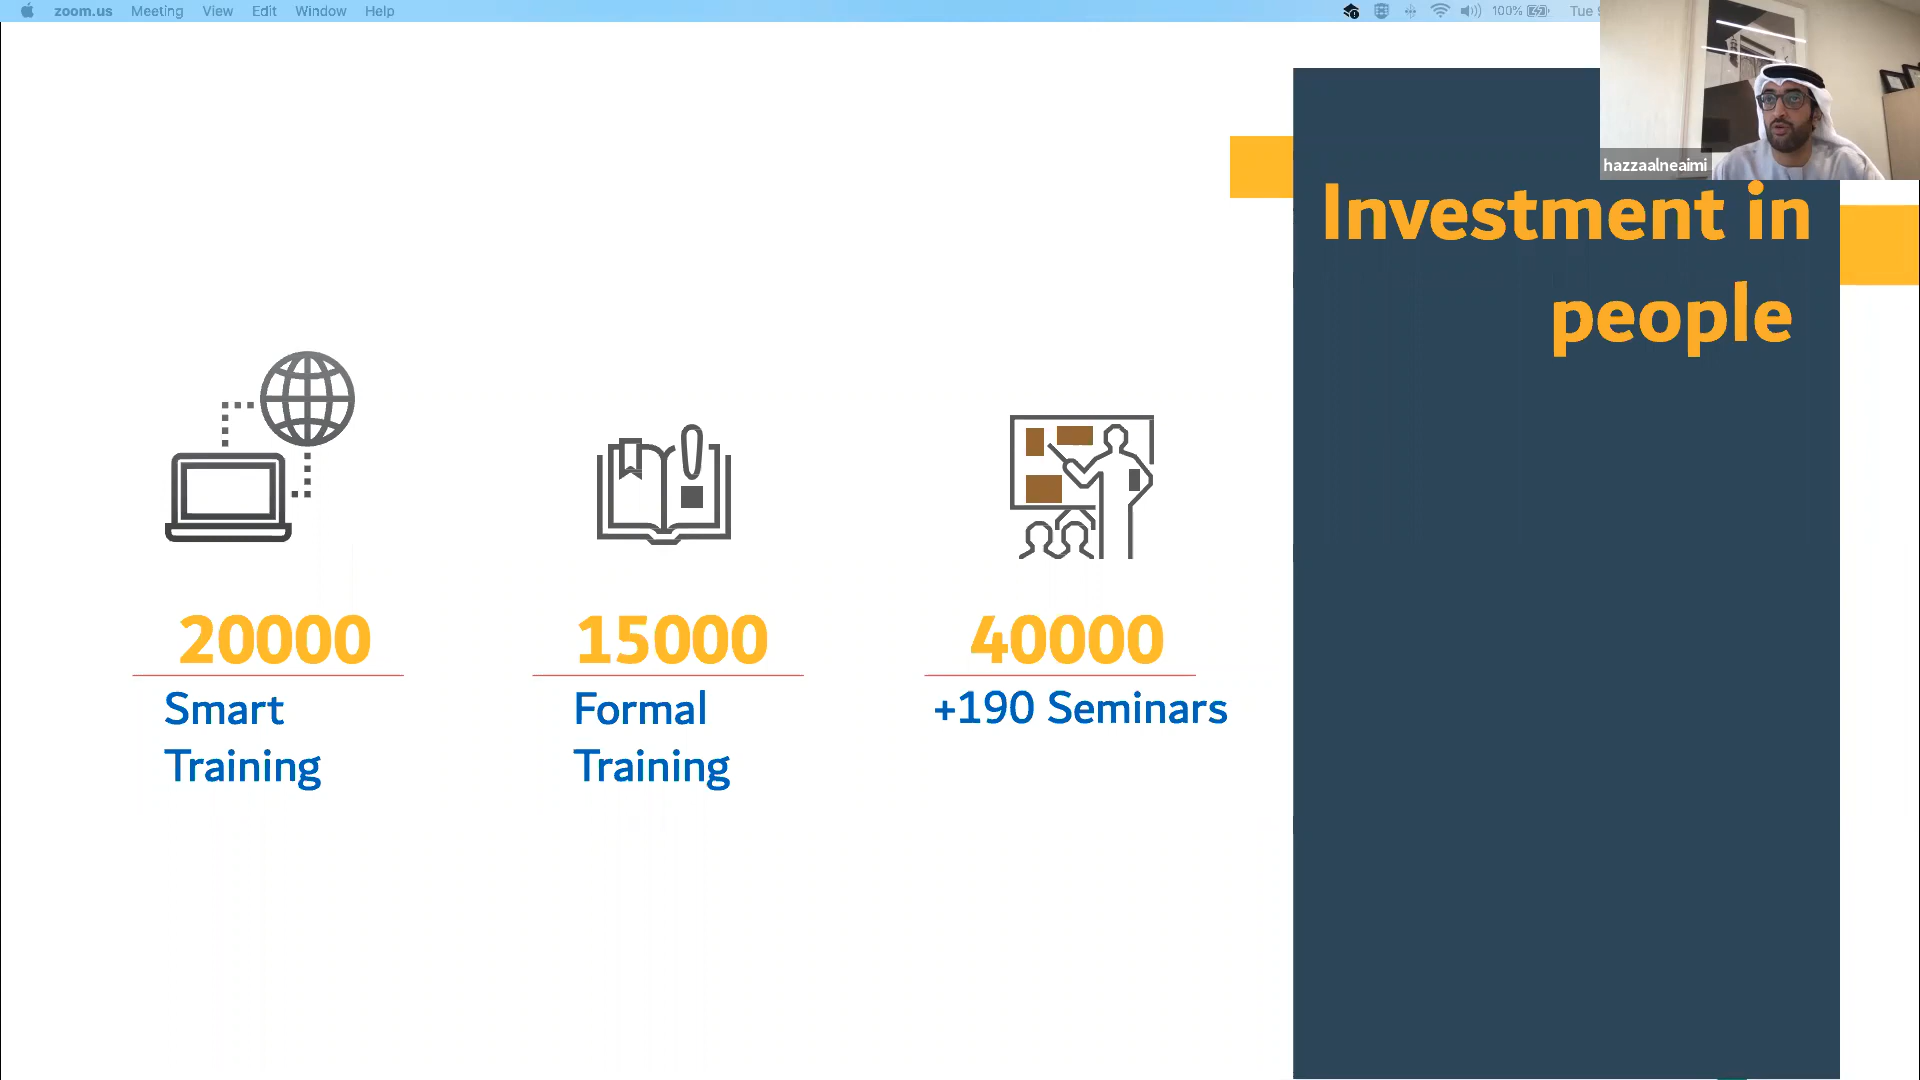 zoom.us Meeting View Edit Window Help 100% Tue
hazzaalneaimi
Investment in
people
20000
Smart
Training
15000
Formal
Training
40000
+190 Seminars